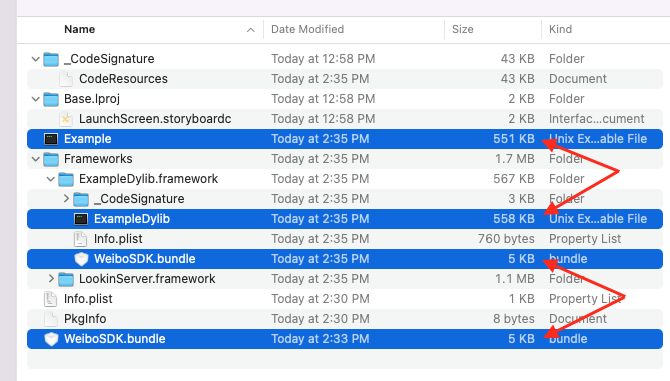 Name Date Modified Size Kind
_CodeSignature Today at 12:58 PM 43 KB Folder
CodeResources Today at 2:35 PM 43 KB Document
Base.lproj Today at 12:58 PM 2 KB Folder
LaunchScreen.storyboardc Today at 12:58 PM 2 KB Interfac...cument
Example Today at 2:35 PM 551 KB Unix Ex...able File
Frameworks Today at 2:35 PM 1.7 MB Folder
ExampleDylib.framework Today at 2:35 PM 567 KB Folder
_CodeSignature Today at 2:35 PM 3 KB Folder
ExampleDylib Today at 2:35 PM 558 KB Unix Ex...able File
Info.plist Today at 2:35 PM 760 bytes Property List
WeiboSDK.bundle Today at 2:35 PM 5 KB bundle
LookinServer.framework Today at 2:35 PM 1.1 MB Folder
Info.plist Today at 2:30 PM 1 KB Property List
PkgInfo Today at 2:30 PM 8 bytes Document
WeiboSDK.bundle Today at 2:33 PM 5 KB bundle